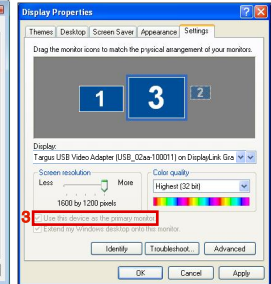 Display Properties
Themes Desktop Screen Saver Appearance Settings
Drag the monitor icons to match the physical arrangement of your monitors.
1 3 2
Display:
Targus USB Video Adapter (USB_02aa-100011) on DisplayLink Gra
Screen resolution
Less More
1600 by 1200 pixels
Color quality
Highest (32 bit)
3 Use this device as the primary monitor.
Extend my Windows desktop onto this monitor.
Identify Troubleshoot... Advanced
OK Cancel Apply